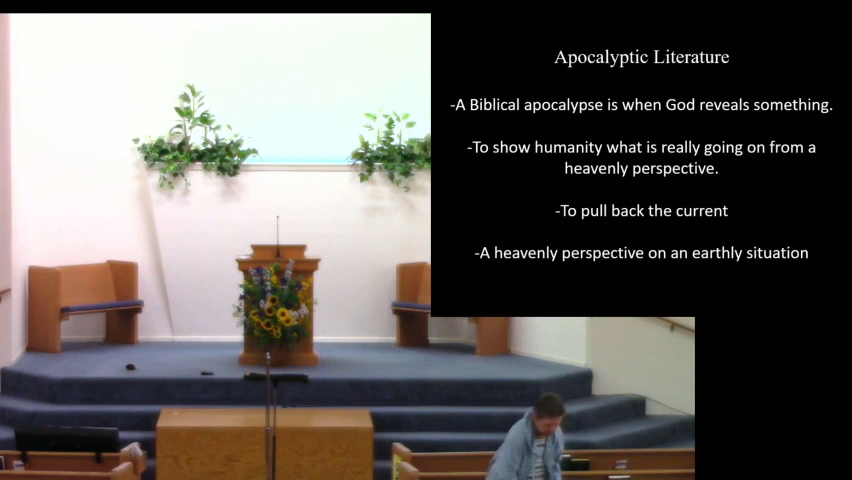 Apocalyptic Literature
-A Biblical apocalypse is when God reveals something.
-To show humanity what is really going on from a
heavenly perspective.
-To pull back the current
-A heavenly perspective on an earthly situation